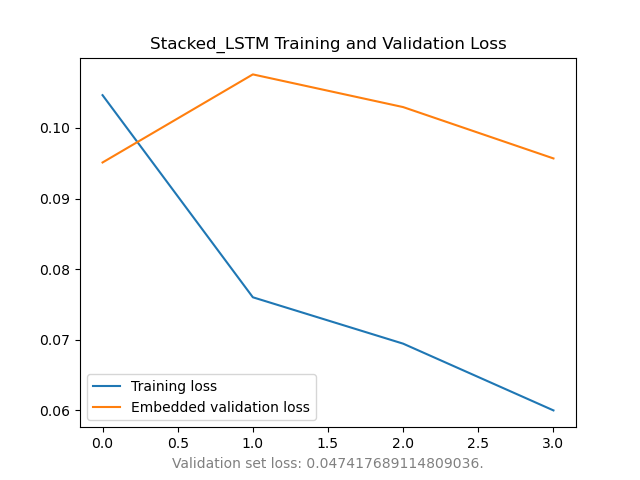 Stacked_LSTM Training and Validation Loss
0.10
0.09
0.08
0.07
0.06
Training loss
Embedded validation loss
0.0 0.5 1.0 1.5 2.0 2.5 3.0
Validation set loss: 0.047417689114809036.